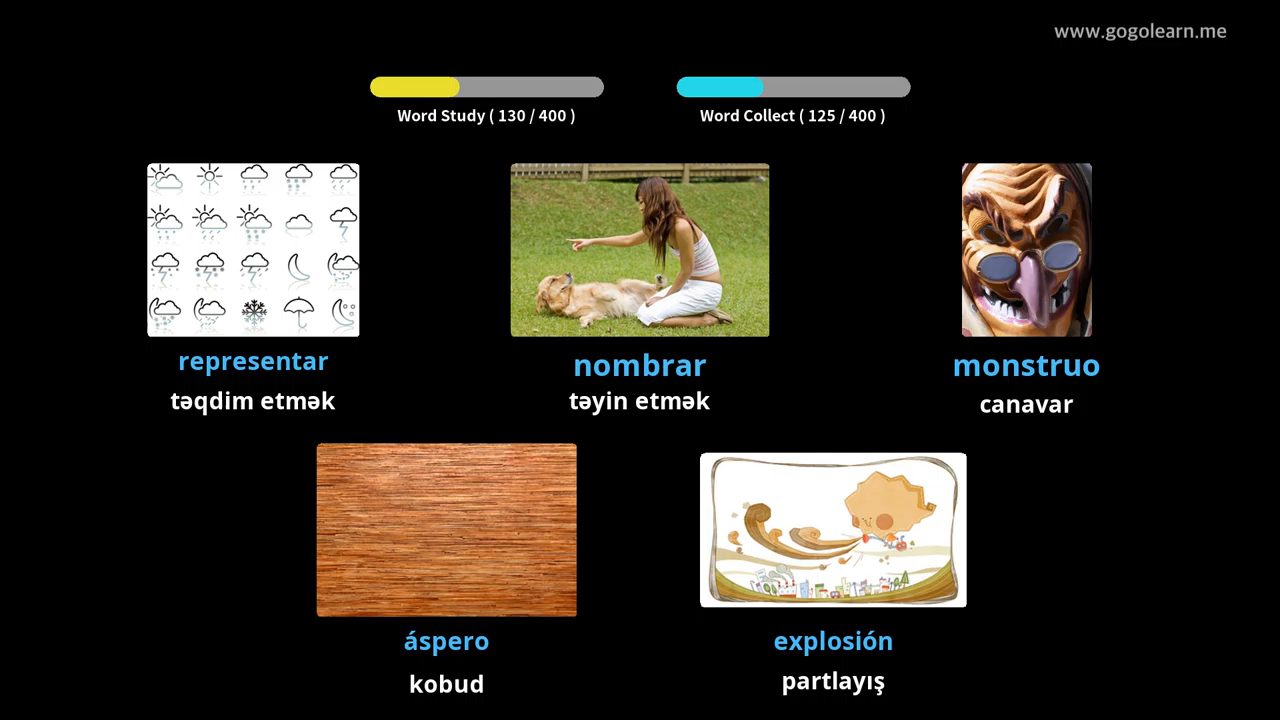 www.gogolearn.me
Word Study ( 130 / 400 )
Word Collect ( 125 / 400 )
representar
təqdim etmək
nombrar
təyin etmək
monstruo
canavar
áspero
kobud
explosión
partlayış